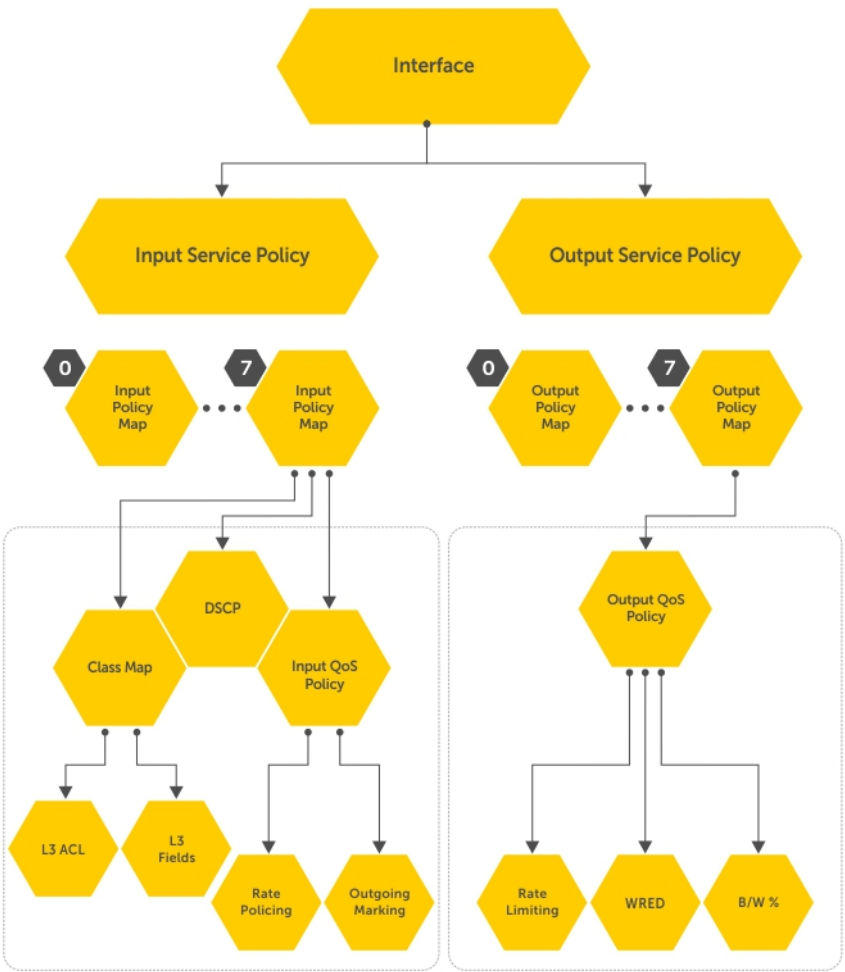 Interface
Input Service Policy
Output Service Policy
0
Input
Policy
Map
7
Input
Policy
Map
0
Output
Policy
Map
7
Output
Policy
Map
DSCP
Class Map
Input QoS
Policy
Output QoS
Policy
L3 ACL
L3
Fields
Rate
Policing
Outgoing
Marking
Rate
Limiting
WRED
B/W %